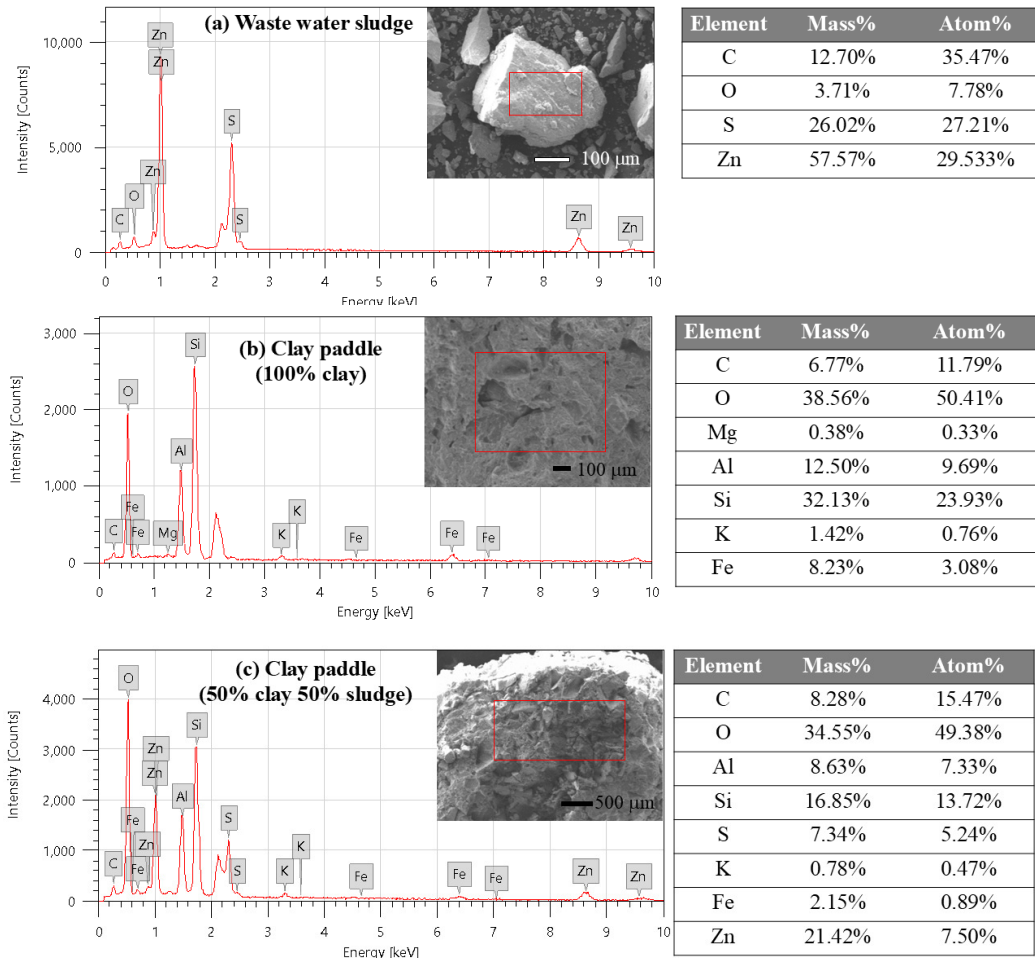 (a) Waste water sludge
10,000
5,000
0
Intensity [Counts]
Zn
Zn
Zn
S
S
O
C
Zn
Zn
100 μm
0 1 2 3 4 5 6 7 8 9 10
Energy [keV]
Element Mass% Atom%
C 12.70% 35.47%
O 3.71% 7.78%
S 26.02% 27.21%
Zn 57.57% 29.533%
(b) Clay paddle
(100% clay)
3,000
2,000
1,000
0
Intensity [Counts]
Si
O
Al
Fe
C
Fe
Mg
K
K
Fe
Fe
Fe
100 μm
0 1 2 3 4 5 6 7 8 9 10
Energy [keV]
Element Mass% Atom%
C 6.77% 11.79%
O 38.56% 50.41%
Mg 0.38% 0.33%
Al 12.50% 9.69%
Si 32.13% 23.93%
K 1.42% 0.76%
Fe 8.23% 3.08%
(c) Clay paddle
(50% clay 50% sludge)
4,000
3,000
2,000
1,000
0
Intensity [Counts]
O
Zn
Zn
Si
Al
S
Fe
Zn
C
Fe
S
K
K
Fe
Fe
Fe
Zn
Zn
500 μm
0 1 2 3 4 5 6 7 8 9 10
Energy [keV]
Element Mass% Atom%
C 8.28% 15.47%
O 34.55% 49.38%
Al 8.63% 7.33%
Si 16.85% 13.72%
S 7.34% 5.24%
K 0.78% 0.47%
Fe 2.15% 0.89%
Zn 21.42% 7.50%